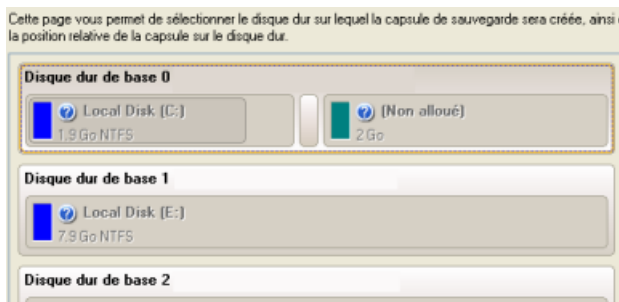 Cette page vous permet de sélectionner le disque dur sur lequel la capsule de sauvegarde sera créée, ainsi
la position relative de la capsule sur le disque dur.
Disque dur de base 0
Local Disk (C:)
1.9 Go NTFS
(Non alloué)
2 Go
Disque dur de base 1
Local Disk (E:)
7.9 Go NTFS
Disque dur de base 2